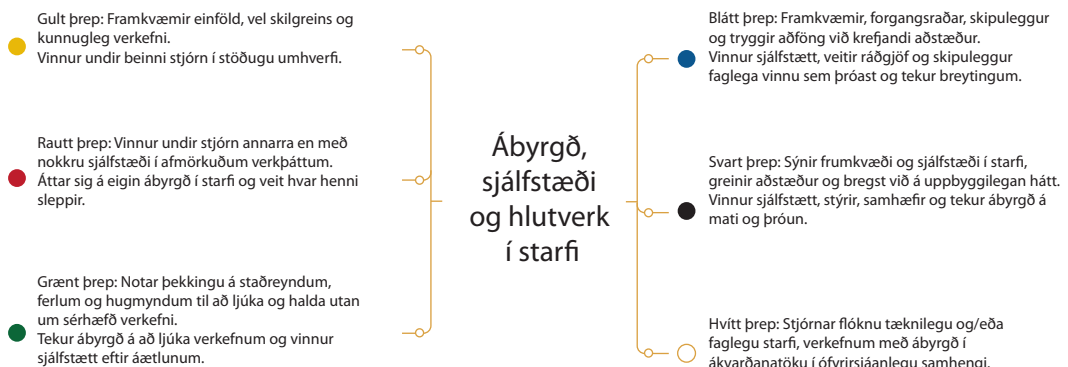 Gult þrep: Framkvæmir einföld, vel skilgreins og
kunnugleg verkefni.
Vinnur undir beinni stjórn í stöðugu umhverfi.
Rautt þrep: Vinnur undir stjórn annarra en með
nokkru sjálfstæði í afmörkuðum verkþáttum.
Áttar sig á eigin ábyrgð í starfi og veit hvar henni
sleppir.
Grænt þrep: Notar þekkingu á staðreyndum,
ferlum og hugmyndum til að ljúka og halda utan
um sérhæfð verkefni.
Tekur ábyrgð á að ljúka verkefnum og vinnur
sjálfstætt eftir áætlunum.
Ábyrgð,
sjálfstæði
og hlutverk
í starfi
Blátt þrep: Framkvæmir, forgangsraðar, skipuleggur
og tryggir aðföng við krefjandi aðstæður.
Vinnur sjálfstætt, veitir ráðgjöf og skipuleggur
faglega vinnu sem þróast og tekur breytingum.
Svart þrep: Sýnir frumkvæði og sjálfstæði í starfi,
greinir aðstæður og bregst við á uppbyggilegan hátt.
Vinnur sjálfstætt, stýrir, samhæfir og tekur ábyrgð á
mati og þróun.
Hvítt þrep: Stjórnar flóknu tæknilegu og/eða
faglegu starfi, verkefnum með ábyrgð í
ákvarðanatöku í ófyrirsjáanlegu samhengi.